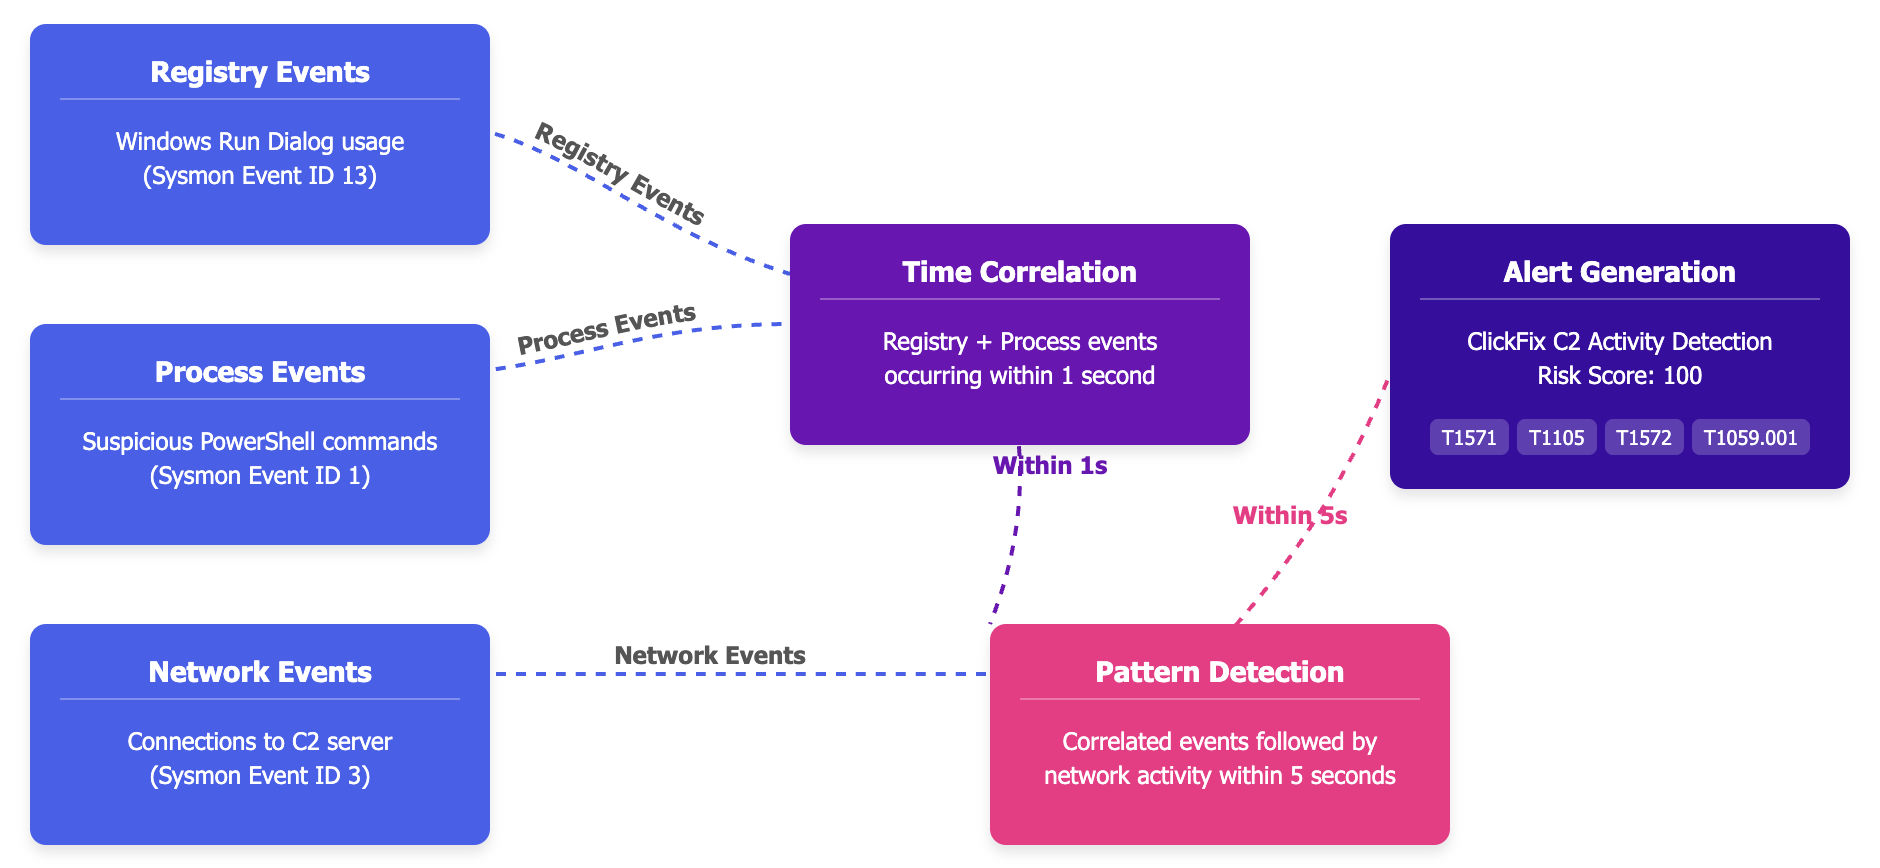 Registry Events
Windows Run Dialog usage
(Sysmon Event ID 13)
Registry Events
Process Events
Suspicious PowerShell commands
(Sysmon Event ID 1)
Process Events
Network Events
Connections to C2 server
(Sysmon Event ID 3)
Network Events
Time Correlation
Registry + Process events
occurring within 1 second
Within 1s
Pattern Detection
Correlated events followed by
network activity within 5 seconds
Within 5s
Alert Generation
ClickFix C2 Activity Detection
Risk Score: 100
T1571 T1105 T1572 T1059.001